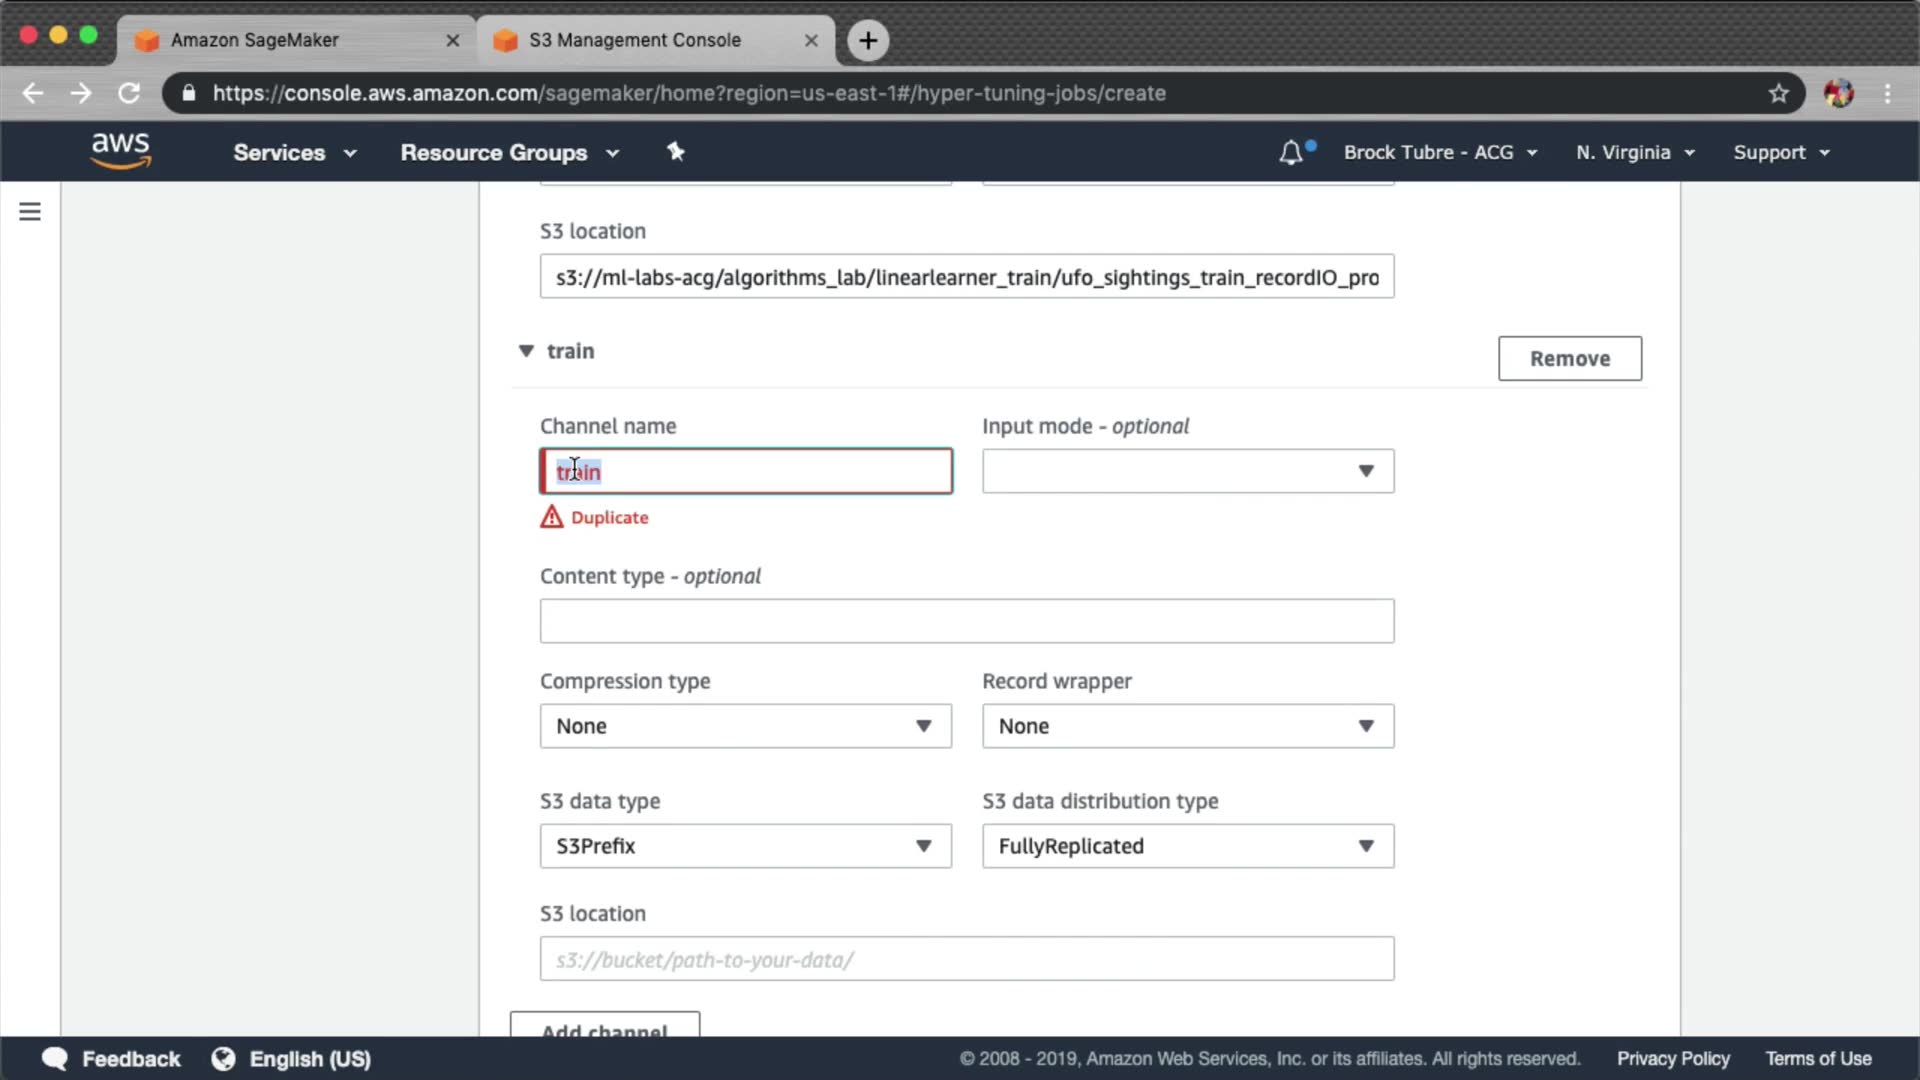 Amazon SageMaker
S3 Management Console
https://console.aws.amazon.com/sagemaker/home?region=us-east-1#/hyper-tuning-jobs/create
aws
Services
Resource Groups
Brock Tubre - ACG
N. Virginia
Support
S3 location
s3://ml-labs-acg/algorithms_lab/linearlearner_train/ufo_sightings_train_recordIO_pro
train
Remove
Channel name
Input mode - optional
train
Duplicate
Content type - optional
Compression type
Record wrapper
None
None
S3 data type
S3 data distribution type
S3Prefix
FullyReplicated
S3 location
s3://bucket/path-to-your-data/
Add channel
Feedback
English (US)
© 2008 - 2019, Amazon Web Services, Inc. or its affiliates. All rights reserved.
Privacy Policy
Terms of Use